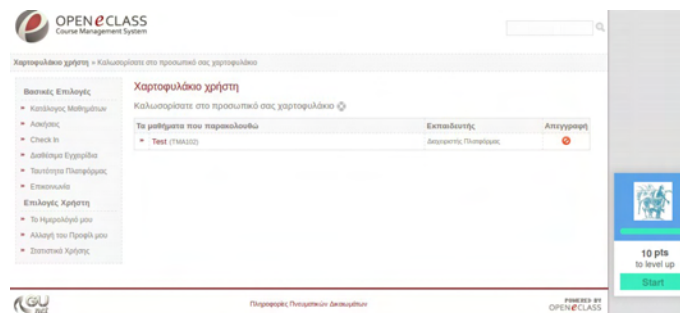 OPEN eCLASS
Course Management System
Χαρτοφυλάκιο χρήστη » Καλωσορίσατε στο προσωπικό σας χαρτοφυλάκιο
Βασικές Επιλογές
Κατάλογος Μαθημάτων
Ασκήσεις
Check In
Διαθέσιμα Εγχειρίδια
Ταυτότητα Πλατφόρμας
Επικοινωνία
Επιλογές Χρήστη
Το Ημερολόγιό μου
Αλλαγή του Προφίλ μου
Στατιστικά Χρήσης
Χαρτοφυλάκιο χρήστη
Καλωσορίσατε στο προσωπικό σας χαρτοφυλάκιο
Τα μαθήματα που παρακολουθώ Εκπαιδευτής Απεγγραφή
Test (TMA102) Διαχειριστής Πλατφόρμας
10 pts
to level up
Start
GU
net
Πληροφορίες Πνευματικών Δικαιωμάτων
POWERED BY
OPEN eCLASS